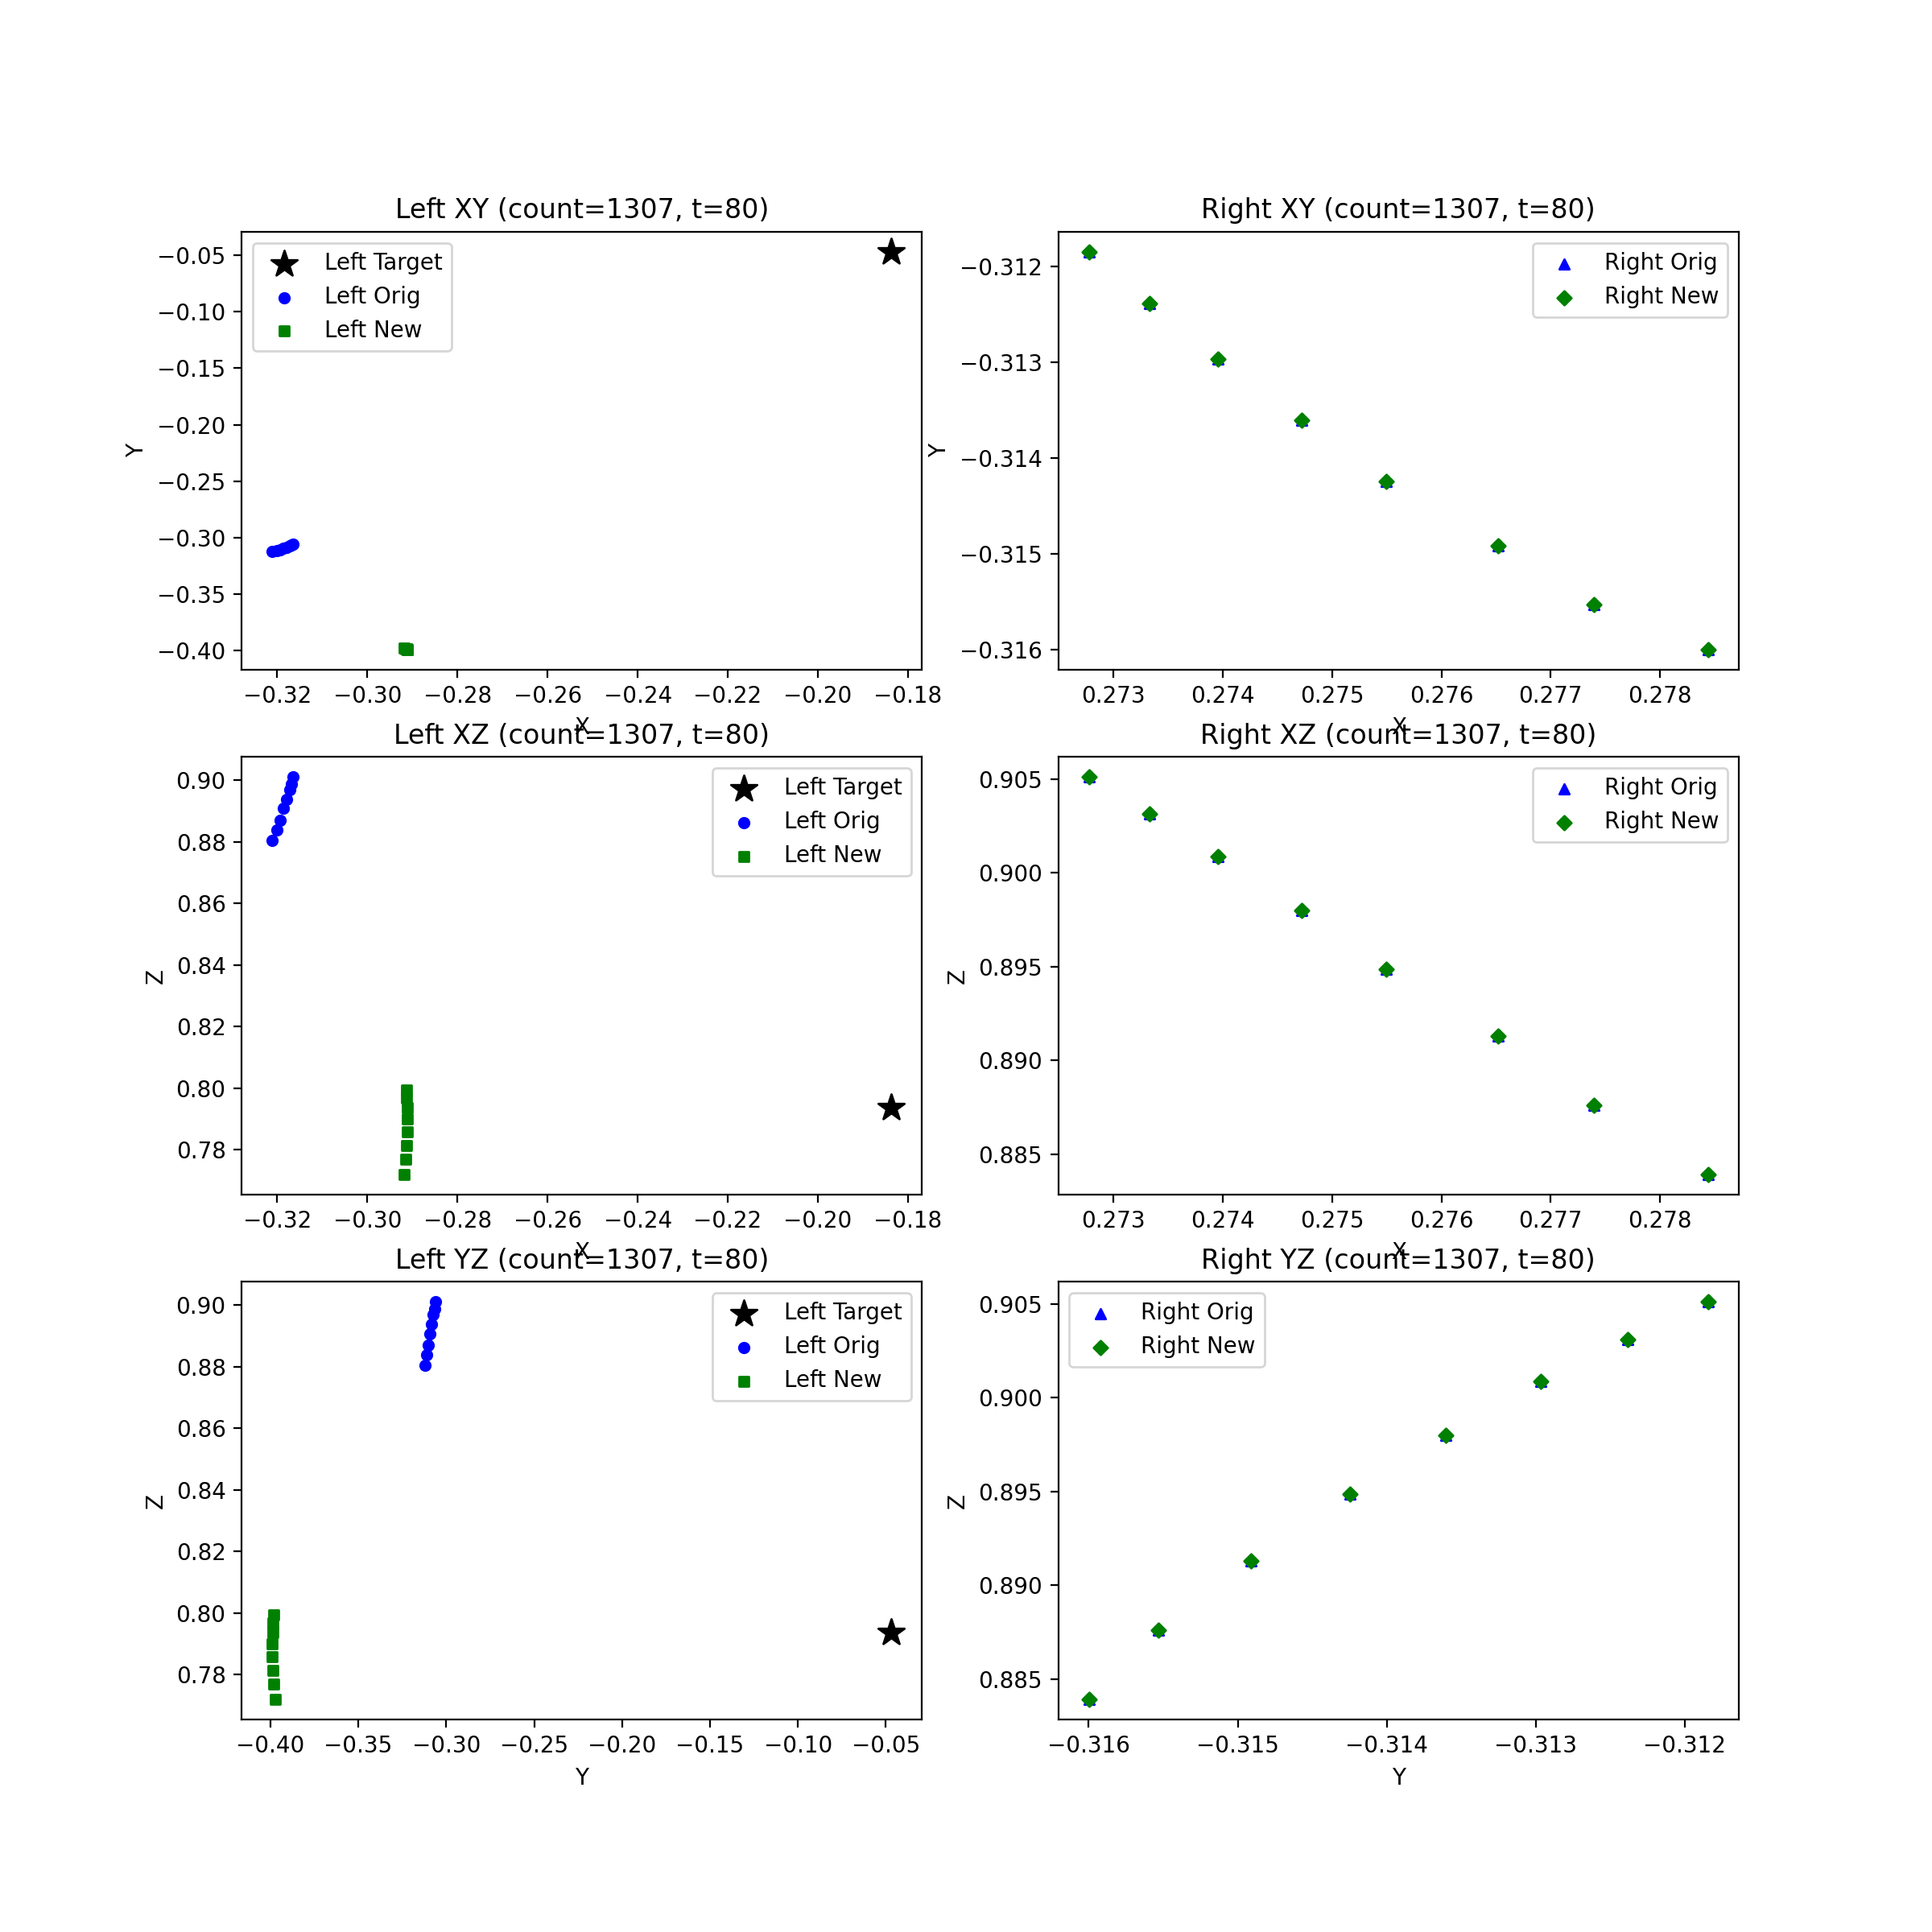 Left XY (count=1307, t=80)
Left Target
Left Orig
Left New
Y
−0.05
−0.10
−0.15
−0.20
−0.25
−0.30
−0.35
−0.40
−0.32 −0.30 −0.28 −0.26 −0.24 −0.22 −0.20 −0.18
X
Right XY (count=1307, t=80)
Right Orig
Right New
Y
−0.312
−0.313
−0.314
−0.315
−0.316
0.273 0.274 0.275 0.276 0.277 0.278
X
Left XZ (count=1307, t=80)
Left Target
Left Orig
Left New
Z
0.90
0.88
0.86
0.84
0.82
0.80
0.78
−0.32 −0.30 −0.28 −0.26 −0.24 −0.22 −0.20 −0.18
X
Right XZ (count=1307, t=80)
Right Orig
Right New
Z
0.905
0.900
0.895
0.890
0.885
0.273 0.274 0.275 0.276 0.277 0.278
X
Left YZ (count=1307, t=80)
Left Target
Left Orig
Left New
Z
0.90
0.88
0.86
0.84
0.82
0.80
0.78
−0.40 −0.35 −0.30 −0.25 −0.20 −0.15 −0.10 −0.05
Y
Right YZ (count=1307, t=80)
Right Orig
Right New
Z
0.905
0.900
0.895
0.890
0.885
−0.316 −0.315 −0.314 −0.313 −0.312
Y